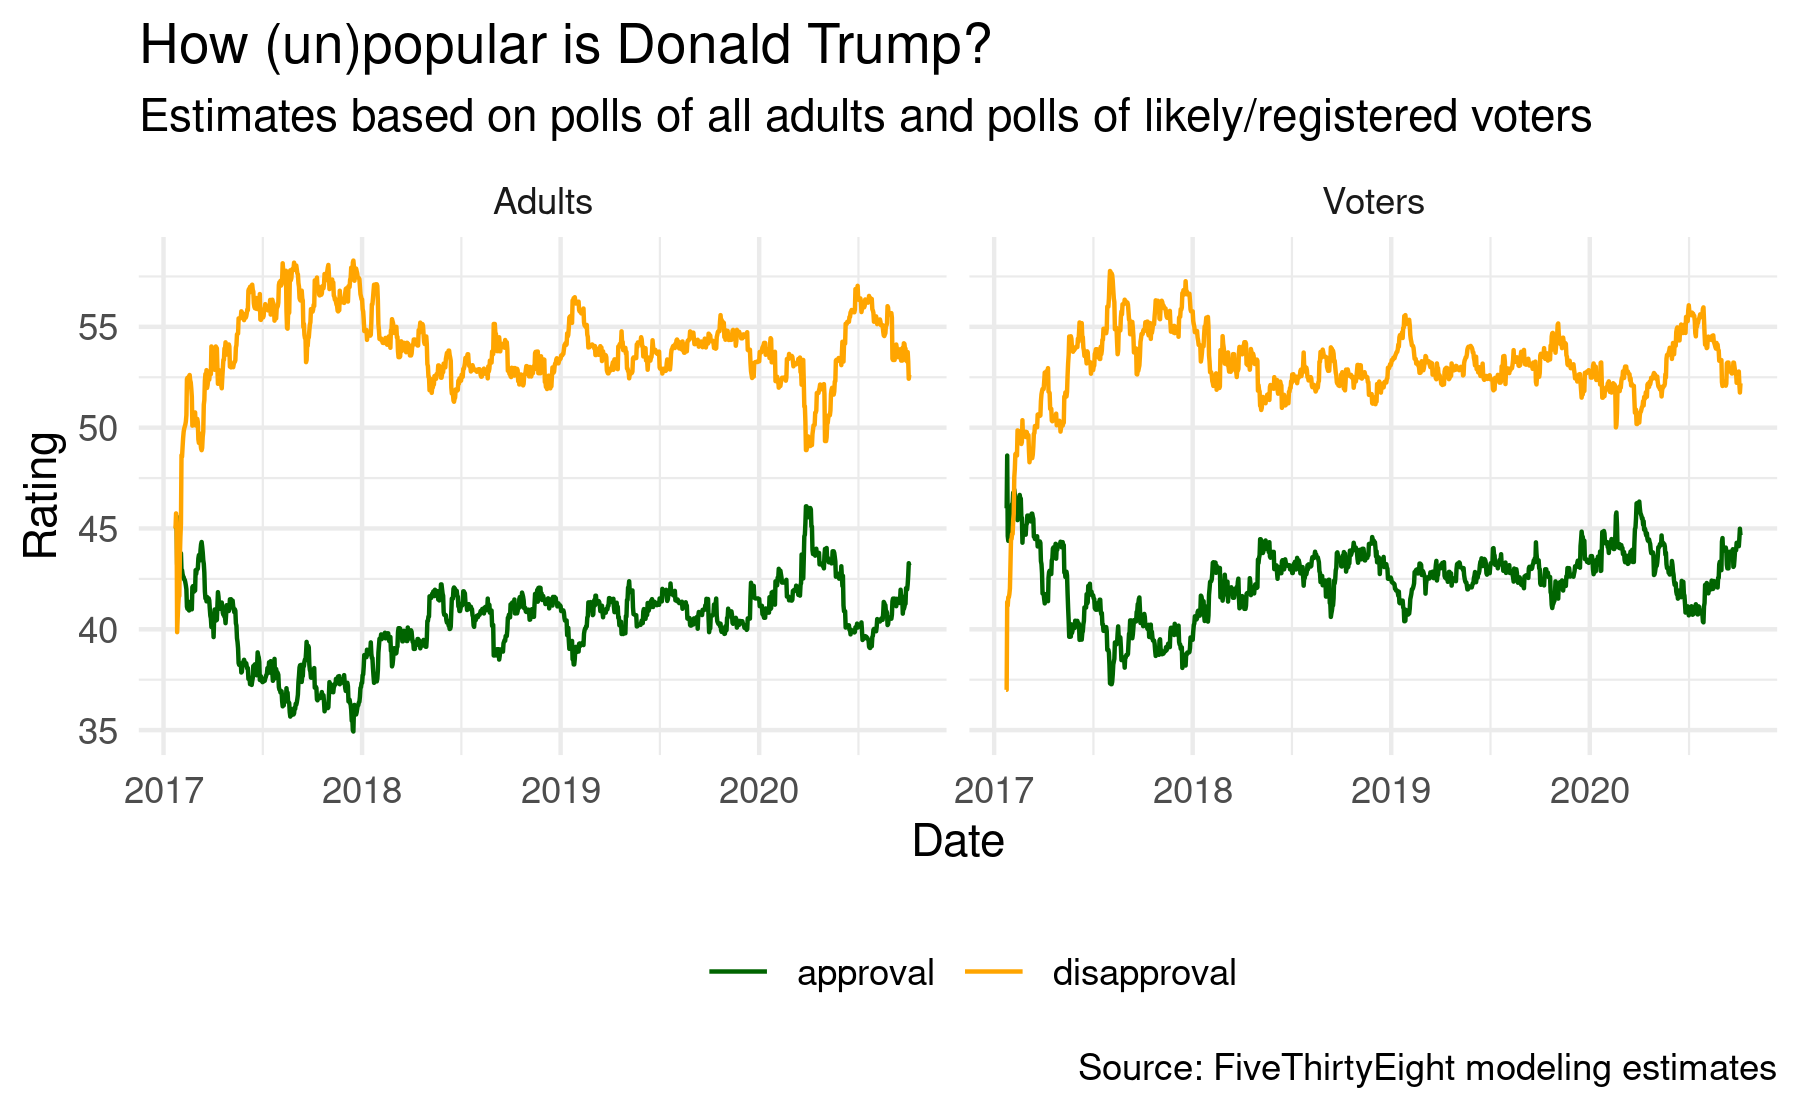 How (un)popular is Donald Trump?
Estimates based on polls of all adults and polls of likely/registered voters
Adults
Voters
Rating
55
50
45
40
35
2017 2018 2019 2020
2017 2018 2019 2020
Date
approval disapproval
Source: FiveThirtyEight modeling estimates